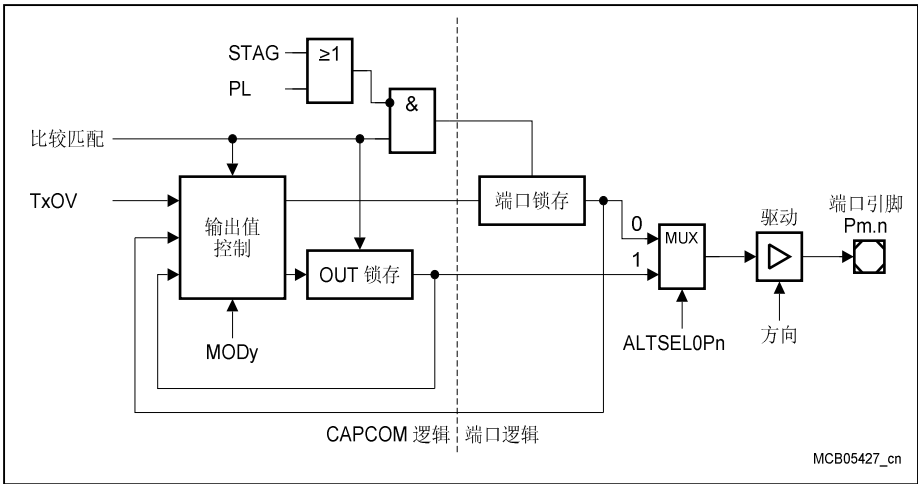 STAG
≥1
PL
&
比较匹配
TxOV
输出值
控制
端口锁存
OUT 锁存
MODy
0
1
MUX
ALTSEL0Pn
驱动
方向
端口引脚
Pm.n
CAPCOM 逻辑
端口逻辑
MCB05427_cn